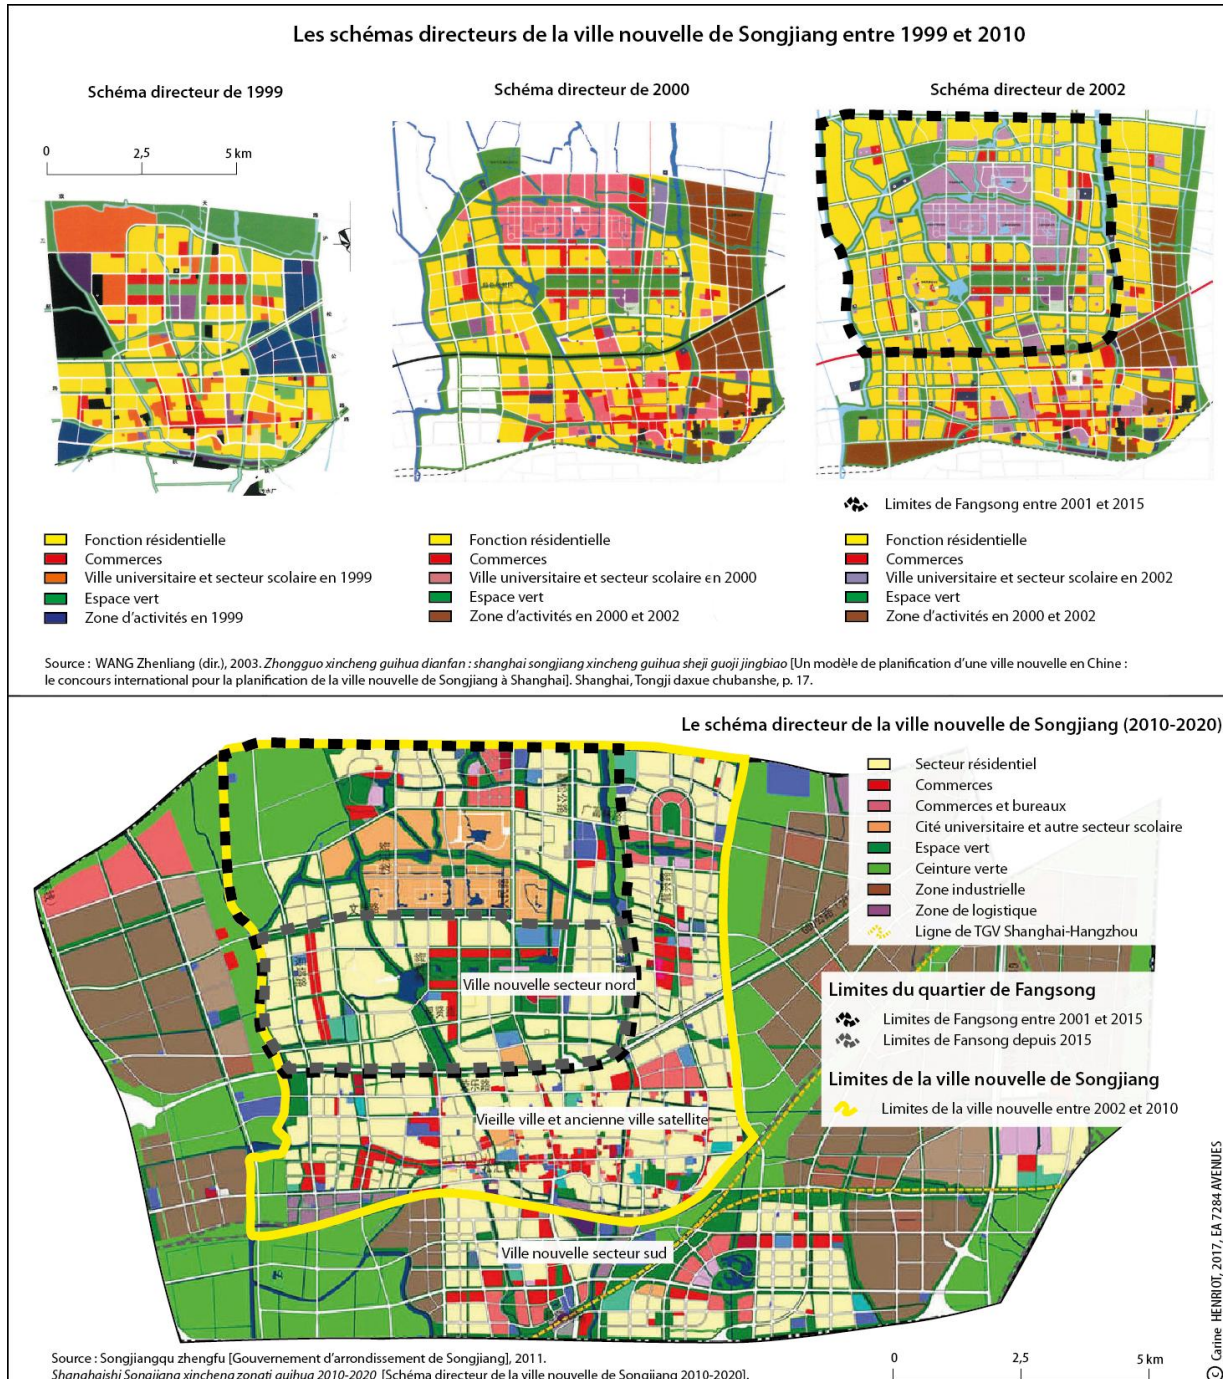 Les schémas directeurs de la ville nouvelle de Songjiang entre 1999 et 2010
Schéma directeur de 1999
Schéma directeur de 2000
Schéma directeur de 2002
0 2,5 5 km
Limites de Fangsong entre 2001 et 2015
Fonction résidentielle
Commerces
Ville universitaire et secteur scolaire en 1999
Espace vert
Zone d'activités en 1999
Fonction résidentielle
Commerces
Ville universitaire et secteur scolaire en 2000
Espace vert
Zone d'activités en 2000 et 2002
Fonction résidentielle
Commerces
Ville universitaire et secteur scolaire en 2002
Espace vert
Zone d'activités en 2000 et 2002
Source : WANG Zhenliang (dir.), 2003. Zhongguo xincheng guihua dianfan : shanghai songjiang xincheng guihua sheji guoji jingbiao [Un modèle de planification d'une ville nouvelle en Chine :
le concours international pour la planification de la ville nouvelle de Songjiang à Shanghai]. Shanghai, Tongji daxue chubanshe, p. 17.
Le schéma directeur de la ville nouvelle de Songjiang (2010-2020)
Secteur résidentiel
Commerces
Commerces et bureaux
Cité universitaire et autre secteur scolaire
Espace vert
Ceinture verte
Zone industrielle
Zone de logistique
Ligne de TGV Shanghai-Hangzhou
Limites du quartier de Fangsong
Limites de Fangsong entre 2001 et 2015
Limites de Fansong depuis 2015
Limites de la ville nouvelle de Songjiang
Limites de la ville nouvelle entre 2002 et 2010
Ville nouvelle secteur nord
Vieille ville et ancienne ville satellite
Ville nouvelle secteur sud
Source : Songjiangqu zhengfu [Gouvernement d'arrondissement de Songjiang], 2011.
Shanghaishi Songjiang xincheng zongti guihua 2010-2020 [Schéma directeur de la ville nouvelle de Songjiang 2010-2020].
0 2,5 5 km
© Carine HENRIOT, 2017, EA 7284 AVENUES